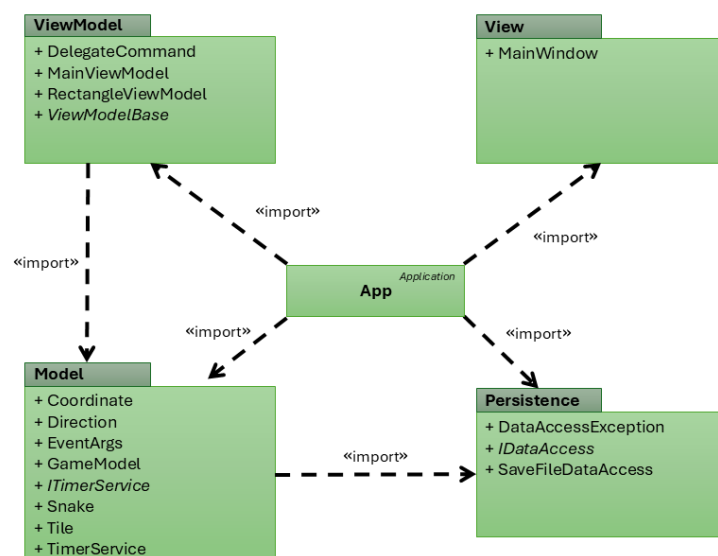 ViewModel
+ DelegateCommand
+ MainViewModel
+ RectangleViewModel
+ ViewModelBase
View
+ MainWindow
«import»
«import»
«import»
Application
App
«import»
«import»
Model
+ Coordinate
+ Direction
+ EventArgs
+ GameModel
+ ITimerService
+ Snake
+ Tile
+ TimerService
«import»
Persistence
+ DataAccessException
+ IDataAccess
+ SaveFileDataAccess